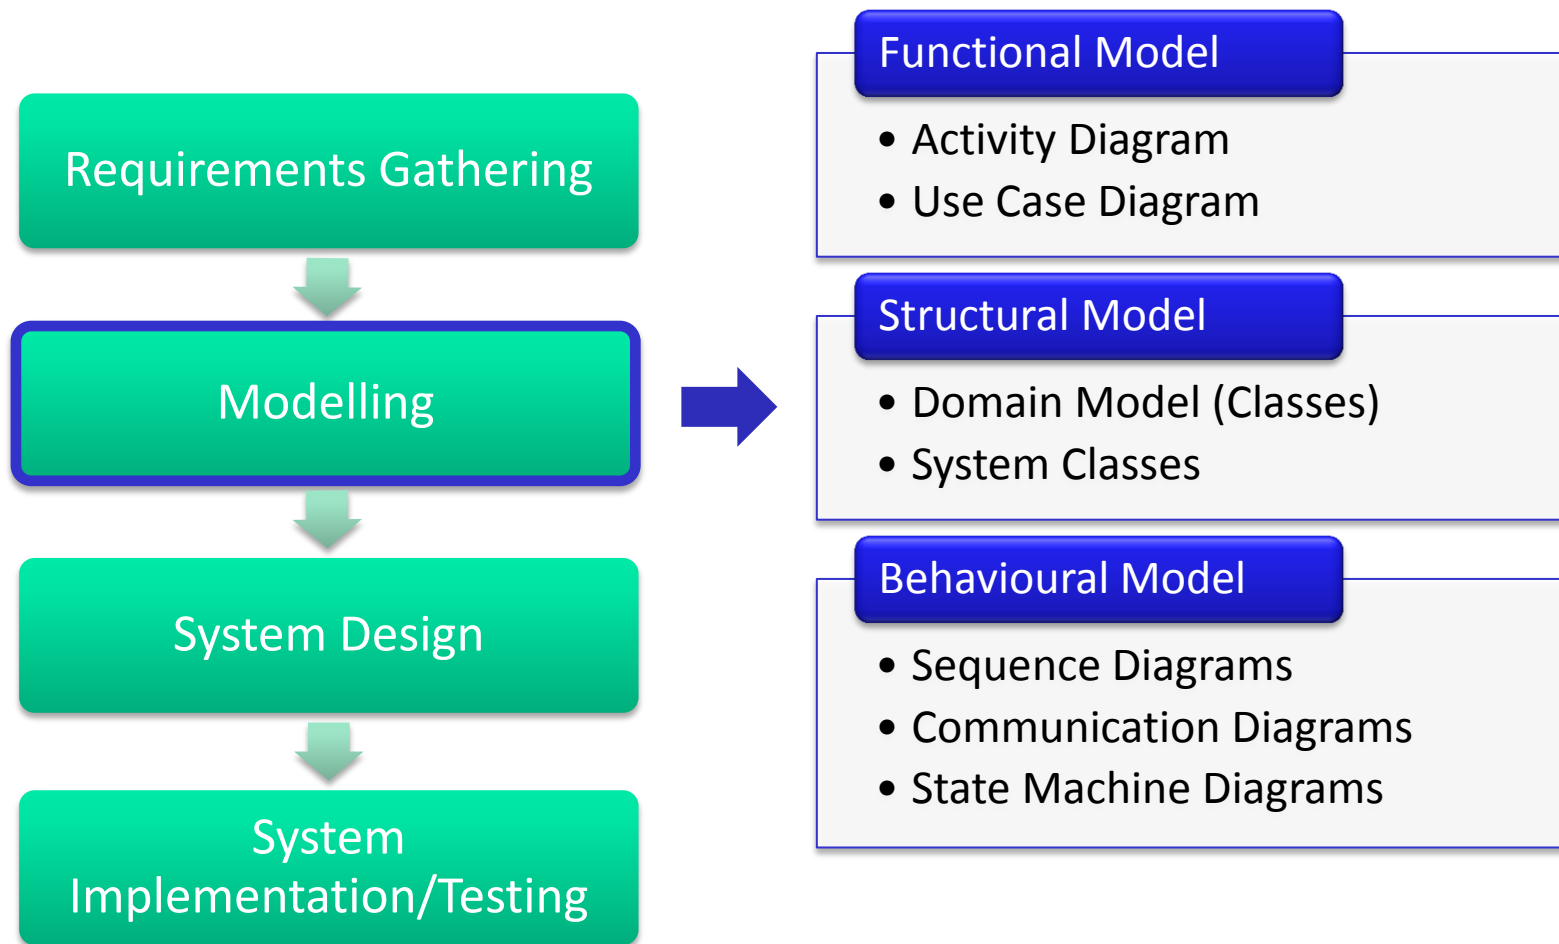 Requirements Gathering
Modelling
System Design
System
Implementation/Testing
Functional Model
• Activity Diagram
• Use Case Diagram
Structural Model
• Domain Model (Classes)
• System Classes
Behavioural Model
• Sequence Diagrams
• Communication Diagrams
• State Machine Diagrams